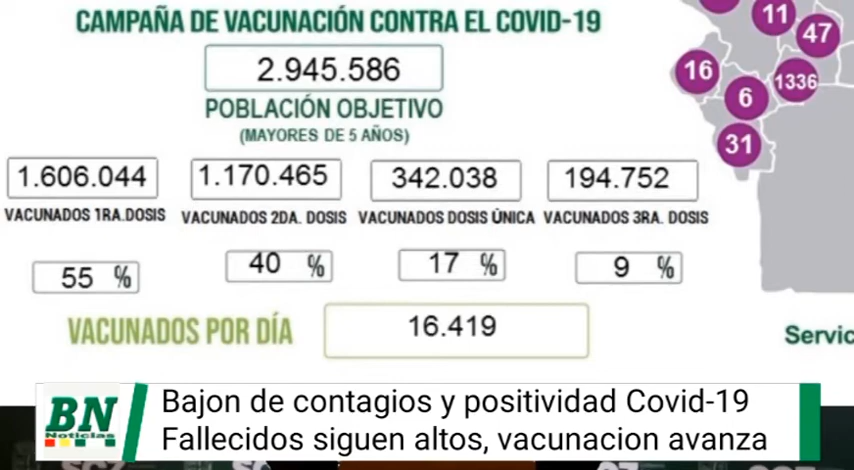 CAMPAÑA DE VACUNACIÓN CONTRA EL COVID-19
2.945.586
POBLACIÓN OBJETIVO
(MAYORES DE 5 AÑOS)
1.606.044 1.170.465 342.038 194.752
VACUNADOS 1RA.DOSIS VACUNADOS 2DA. DOSIS VACUNADOS DOSIS ÚNICA VACUNADOS 3RA. DOSIS
55 % 40 % 17 % 9 %
VACUNADOS POR DÍA 16.419
11
47
16
1336
6
31
Servic
BN
Noticias
Bajon de contagios y positividad Covid-19
Fallecidos siguen altos, vacunacion avanza